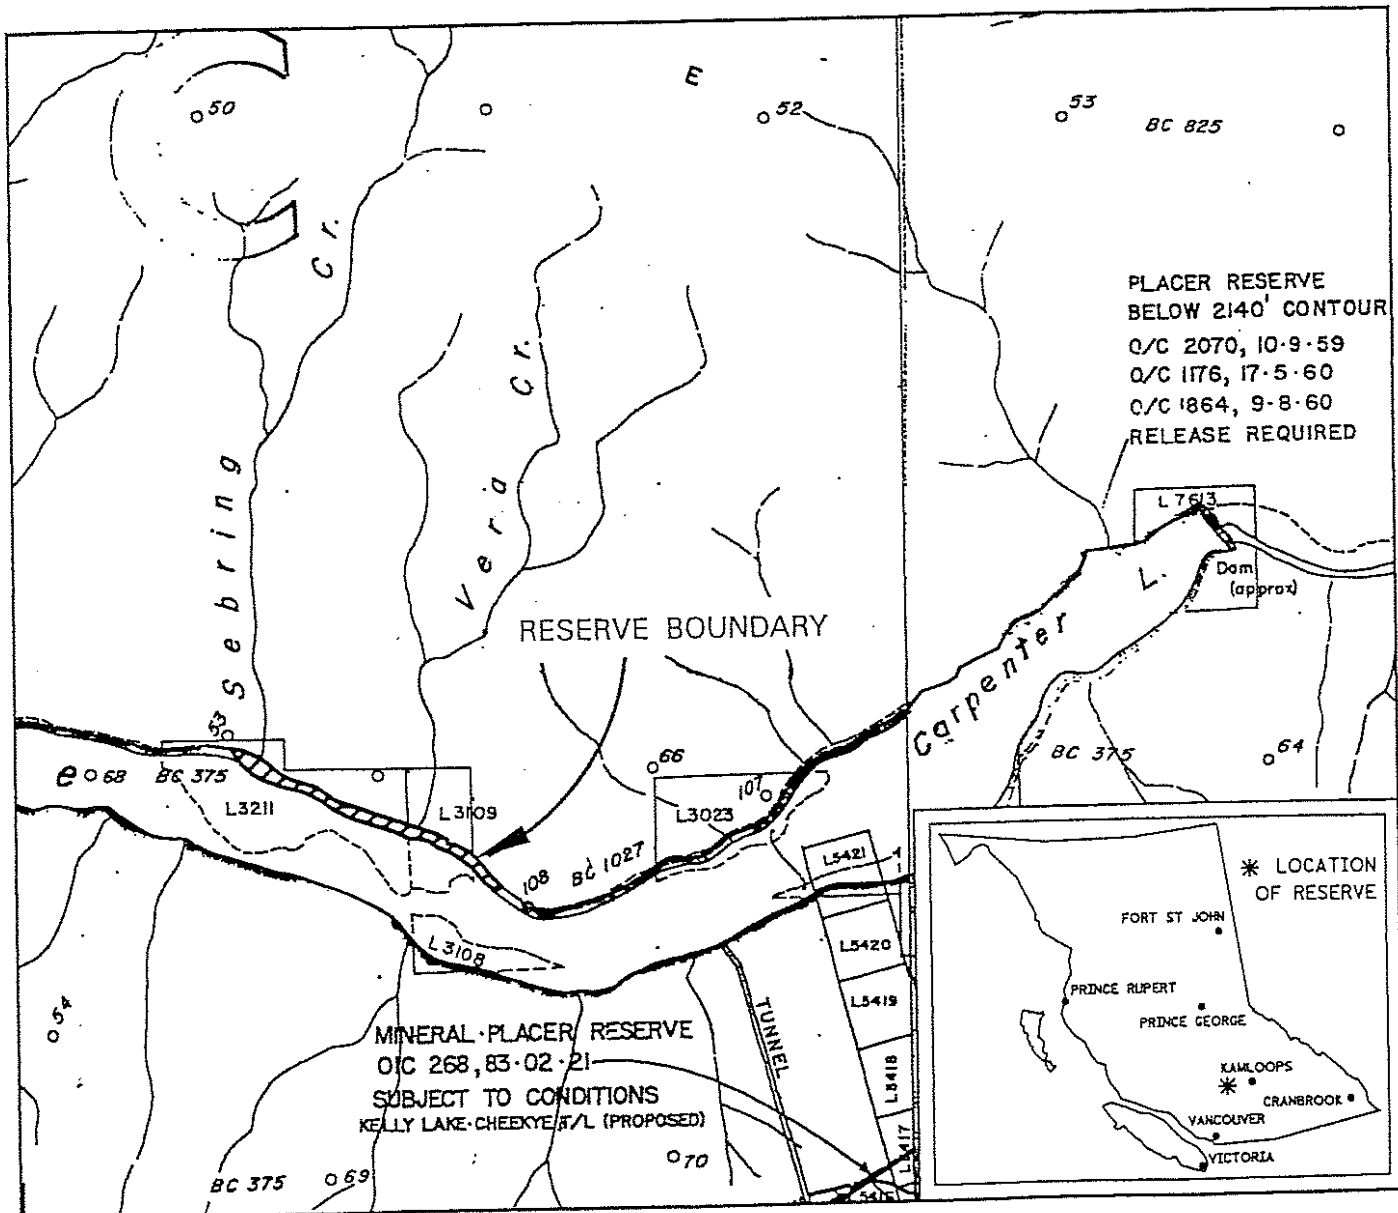 50
52
53
BC 825
E
Sebring Cr.
Vera Cr.
PLACER RESERVE
BELOW 2140' CONTOUR
O/C 2070, 10·9·59
O/C 1176, 17·5·60
O/C 1864, 9·8·60
RELEASE REQUIRED
L 7613
Dam
(approx)
Carpenter L.
RESERVE BOUNDARY
53
e
68
BC 375
L3211
L3109
108
BC 1027
66
L3023
107
BC 375
64
L5421
L5420
L5419
L5418
L5417
L3108
54
TUNNEL
MINERAL·PLACER RESERVE
OIC 268, 83·02·21
SUBJECT TO CONDITIONS
KELLY LAKE·CHEEKYE T/L (PROPOSED)
BC 375
69
70
LOCATION
OF RESERVE
FORT ST JOHN
PRINCE RUPERT
PRINCE GEORGE
KAMLOOPS
CRANBROOK
VANCOUVER
VICTORIA